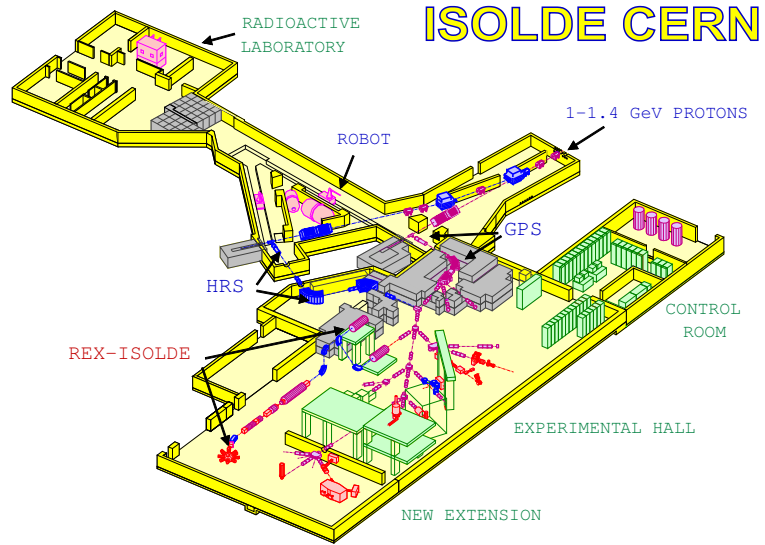 ISOLDE CERN
RADIOACTIVE
LABORATORY
1-1.4 GeV PROTONS
ROBOT
GPS
HRS
CONTROL
ROOM
REX-ISOLDE
EXPERIMENTAL HALL
NEW EXTENSION